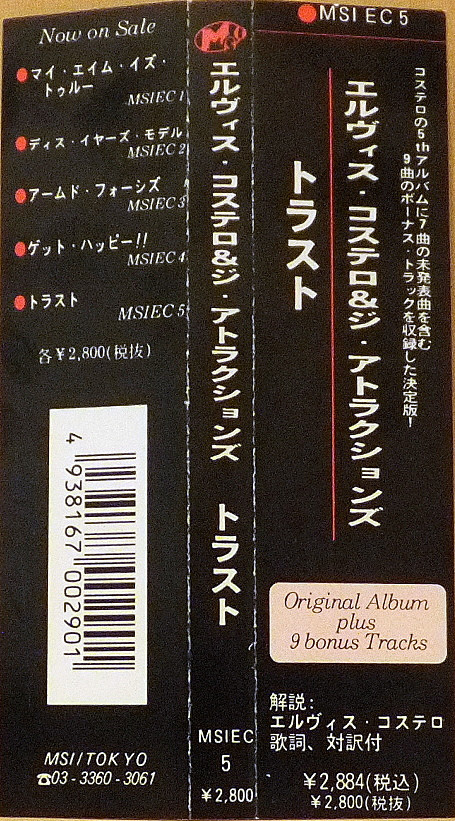 Now on Sale
●マイ・エイム・イズ・
トゥルー
MSIEC 1
●ディス・イヤーズ・モデル
MSIEC 2
●アームド・フォーシズ
MSIEC 3
●ゲット・ハッピー!!
MSIEC 4
●トラスト
MSIEC 5
各¥2,800(税抜)
4 938167 002901
MSI/TOKYO
☎03-3360-3061
M
エルヴィス・コステロ&ジ・アトラクションズ トラスト
MSIEC
5
¥2,800
●MSIEC5
コステロの5thアルバムに7曲の未発表曲を含む
9曲のボーナス・トラックを収録した決定版!
エルヴィス・コステロ&ジ・アトラクションズ
トラスト
Original Album
plus
9 bonus Tracks
解説:
エルヴィス・コステロ
歌詞、対訳付
¥2,884(税込)
¥2,800(税抜)